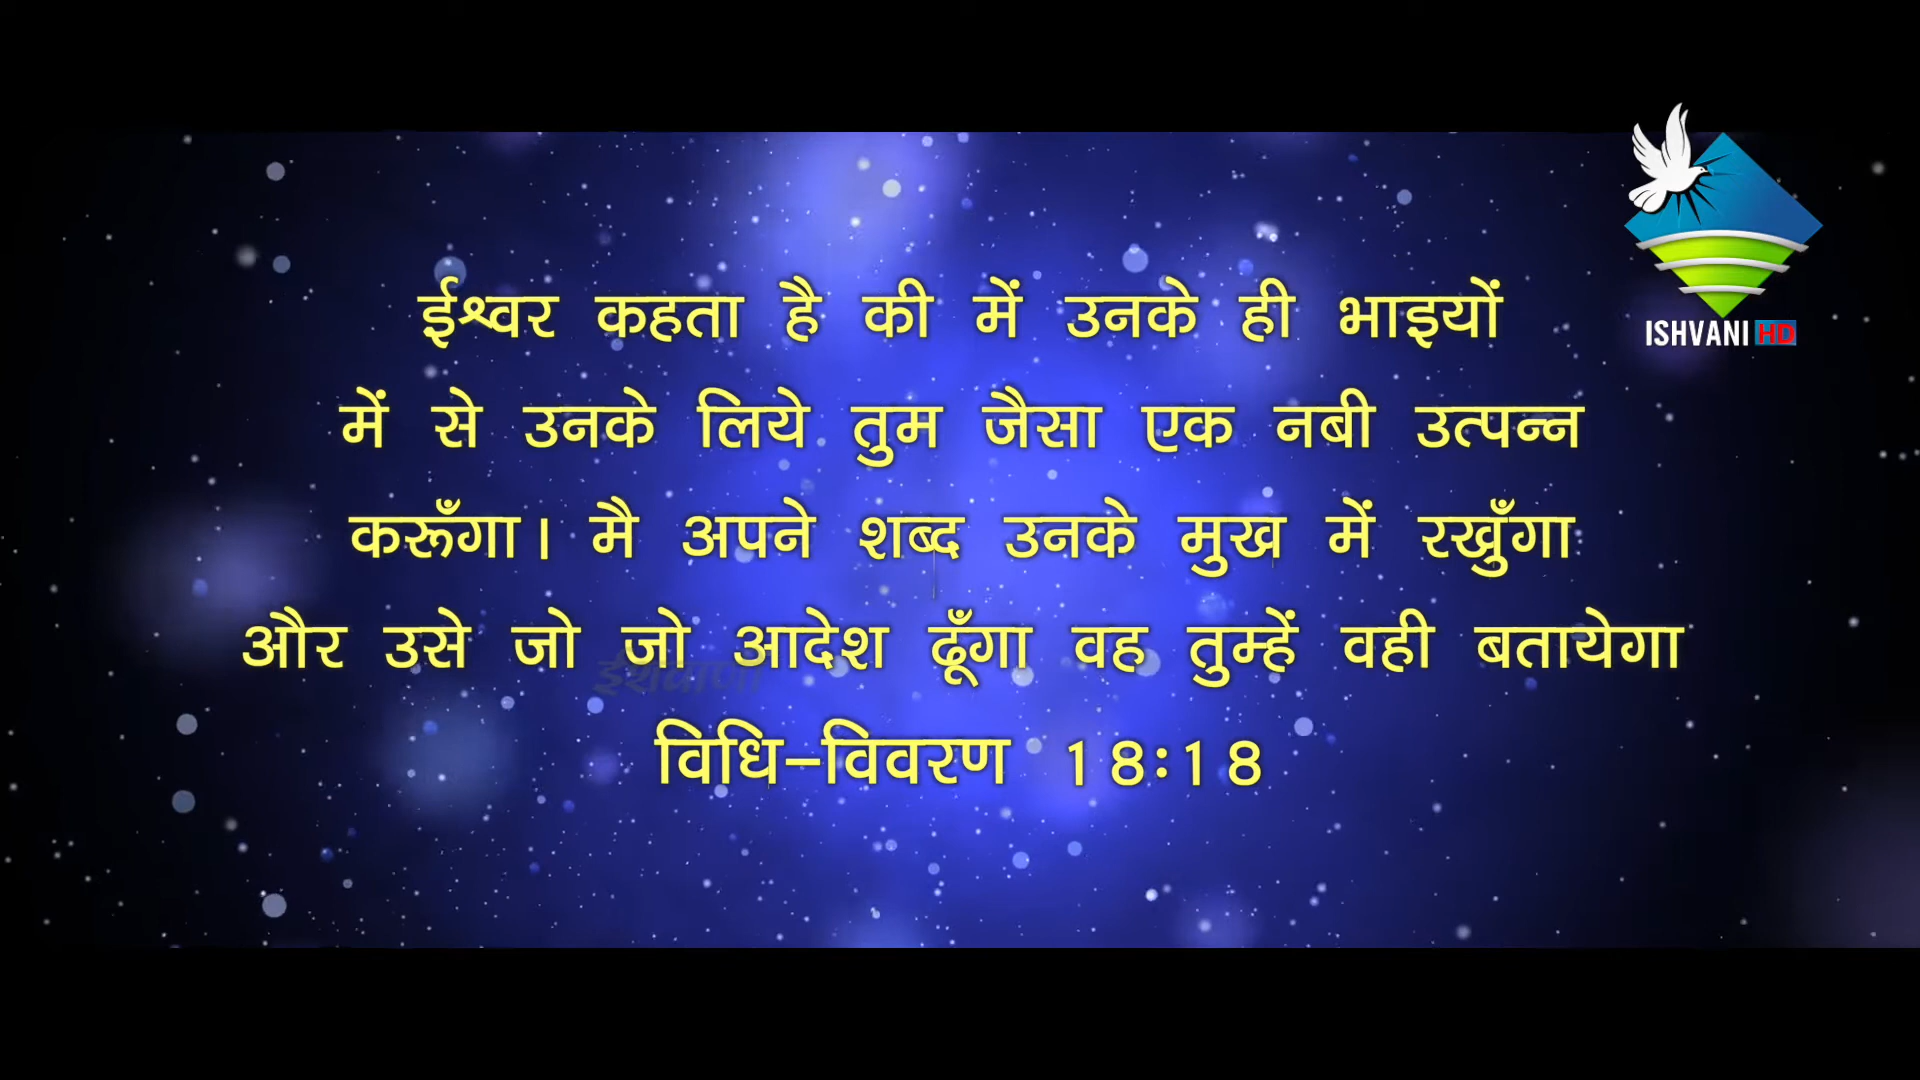 ISHVANI HD
ईश्वर कहता है की में उनके ही भाइयों
में से उनके लिये तुम जैसा एक नबी उत्पन्न
करूँगा। मै अपने शब्द उनके मुख में रखुँगा
और उसे जो जो आदेश ढूँगा वह तुम्हें वही बतायेगा
ईशवाणी
विधि-विवरण 18:18